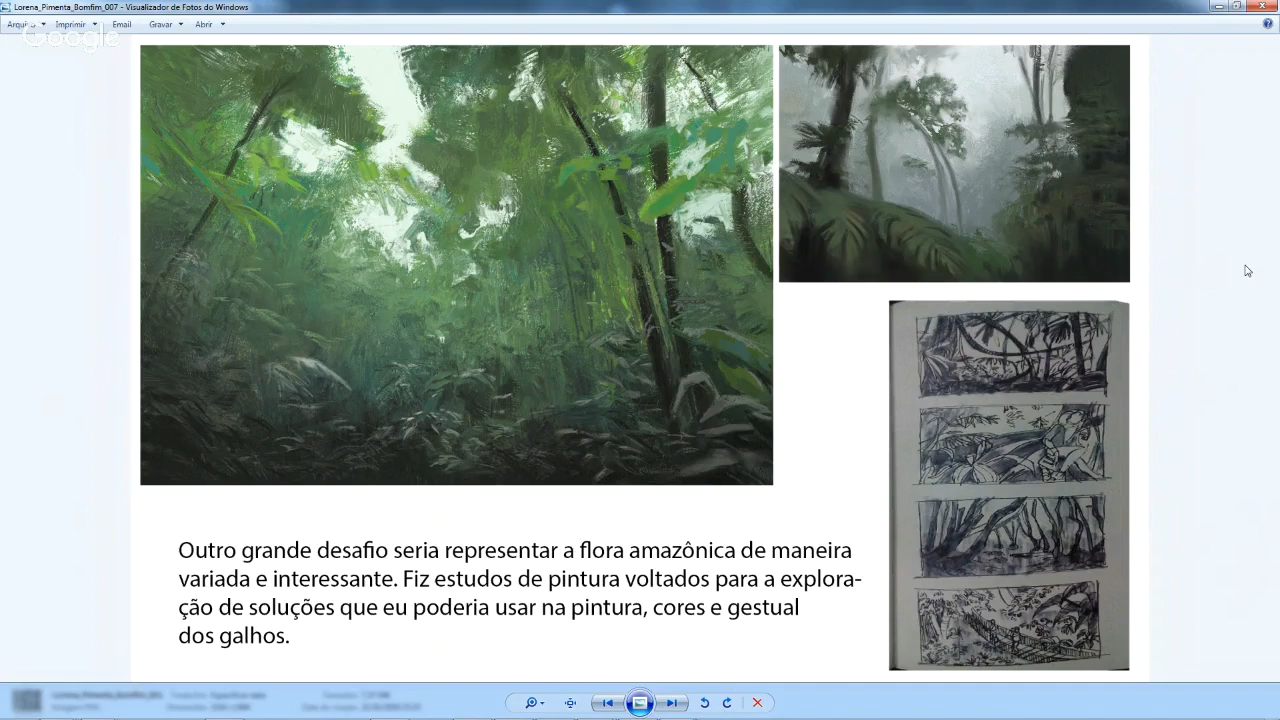 Lorena_Pimenta_Bomfim_007 - Visualizador de Fotos do Windows
Imprimir Email Gravar Abrir
Google
Outro grande desafio seria representar a flora amazônica de maneira
variada e interessante. Fiz estudos de pintura voltados para a explora-
ção de soluções que eu poderia usar na pintura, cores e gestual
dos galhos.